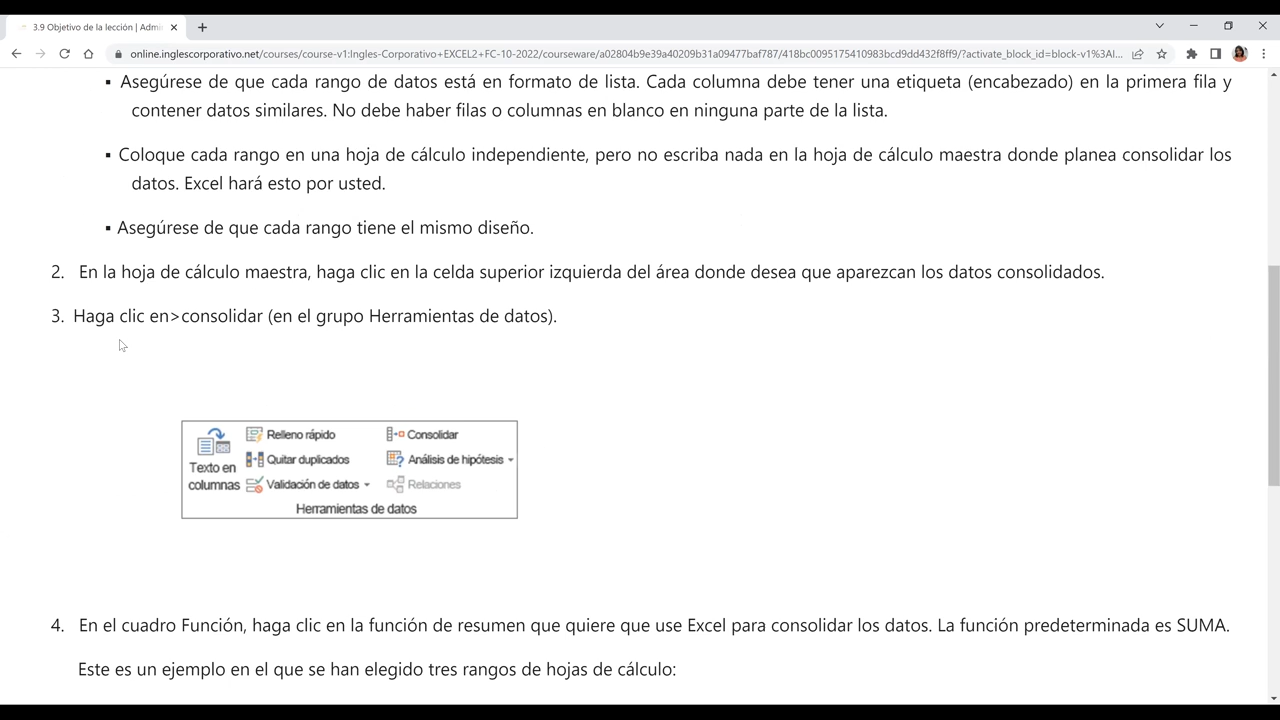 3.9 Objetivo de la lección | Admi
online.inglescorporativo.net/courses/course-v1:Ingles-Corporativo+EXCEL2+FC-10-2022/courseware/a02804b9e39a40209b31a09477baf787/418bc0995175410983bcd9dd432f8ff9/?activate_block_id=block-v1%3AI...
▪ Asegúrese de que cada rango de datos está en formato de lista. Cada columna debe tener una etiqueta (encabezado) en la primera fila y
contener datos similares. No debe haber filas o columnas en blanco en ninguna parte de la lista.
▪ Coloque cada rango en una hoja de cálculo independiente, pero no escriba nada en la hoja de cálculo maestra donde planea consolidar los
datos. Excel hará esto por usted.
▪ Asegúrese de que cada rango tiene el mismo diseño.
2. En la hoja de cálculo maestra, haga clic en la celda superior izquierda del área donde desea que aparezcan los datos consolidados.
3. Haga clic en>consolidar (en el grupo Herramientas de datos).
Texto en
columnas
Relleno rápido
Quitar duplicados
Validación de datos
Consolidar
Análisis de hipótesis
Relaciones
Herramientas de datos
4. En el cuadro Función, haga clic en la función de resumen que quiere que use Excel para consolidar los datos. La función predeterminada es SUMA.
Este es un ejemplo en el que se han elegido tres rangos de hojas de cálculo: